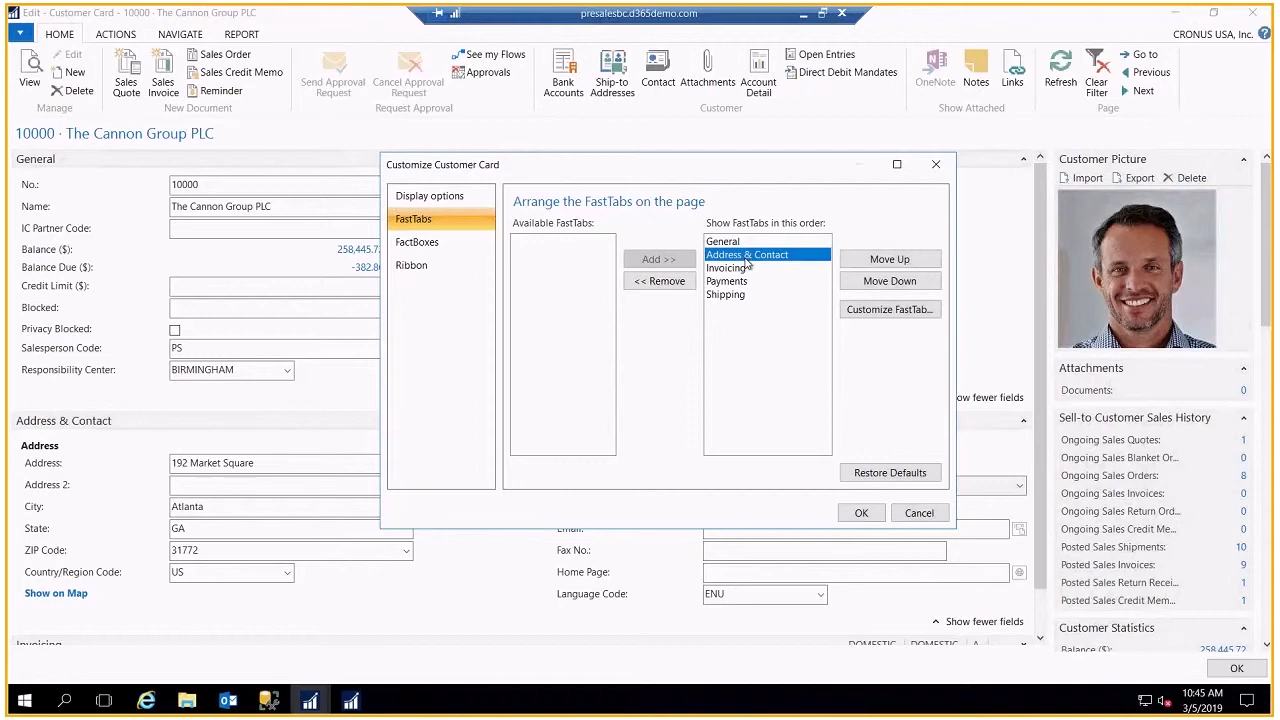 Edit - Customer Card - 10000 · The Cannon Group PLC
presalesbc.d365demo.com
HOME ACTIONS NAVIGATE REPORT
CRONUS USA, Inc.
View
Edit
New
Delete
Manage
Sales Quote
Sales Invoice
Sales Order
Sales Credit Memo
Reminder
New Document
Send Approval Request
Cancel Approval Request
See my Flows
Approvals
Request Approval
Bank Accounts
Ship-to Addresses
Contact
Attachments
Account Detail
Open Entries
Direct Debit Mandates
Customer
OneNote
Notes
Links
Show Attached
Refresh
Clear Filter
Go to
Previous
Next
Page
10000 · The Cannon Group PLC
General
No.: 10000
Name: The Cannon Group PLC
IC Partner Code:
Balance ($): 258,445.7
Balance Due ($): -382.8
Credit Limit ($):
Blocked:
Privacy Blocked:
Salesperson Code: PS
Responsibility Center: BIRMINGHAM
ow fewer fields
Address & Contact
Address
Address: 192 Market Square
Address 2:
City: Atlanta
State: GA
ZIP Code: 31772
Country/Region Code: US
Show on Map
Email:
Fax No.:
Home Page:
Language Code: ENU
Show fewer fields
Invoicing
DOMESTIC DOMESTIC A
Customize Customer Card
Display options
FastTabs
FactBoxes
Ribbon
Arrange the FastTabs on the page
Available FastTabs:
Show FastTabs in this order:
Add >>
<< Remove
General
Address & Contact
Invoicing
Payments
Shipping
Move Up
Move Down
Customize FastTab...
Restore Defaults
OK
Cancel
Customer Picture
Import Export Delete
Attachments
Documents: 0
Sell-to Customer Sales History
Ongoing Sales Quotes: 1
Ongoing Sales Blanket Or... 0
Ongoing Sales Orders: 8
Ongoing Sales Invoices: 0
Ongoing Sales Return Ord... 0
Ongoing Sales Credit Me... 0
Posted Sales Shipments: 10
Posted Sales Invoices: 9
Posted Sales Return Recei... 1
Posted Sales Credit Mem... 1
Customer Statistics
Balance ($): 258,445.72
OK
10:45 AM
3/5/2019